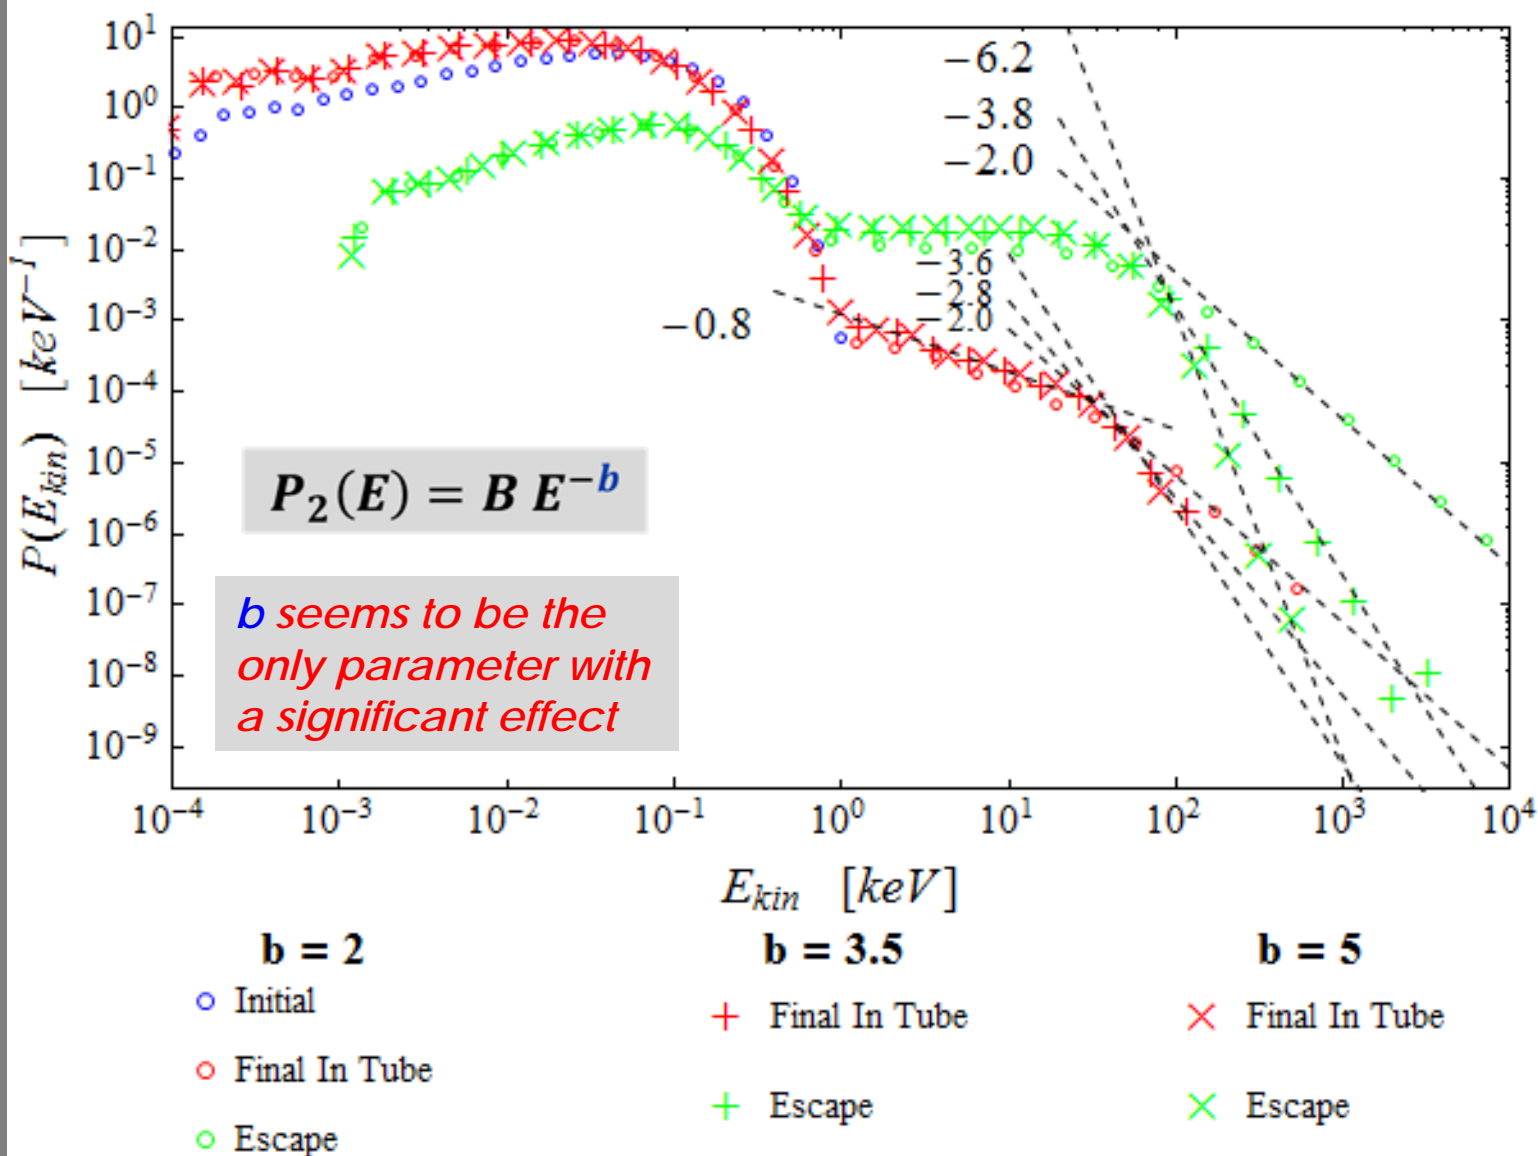 10¹
10⁰
10⁻¹
10⁻²
10⁻³
10⁻⁴
10⁻⁵
10⁻⁶
10⁻⁷
10⁻⁸
10⁻⁹
P(E_kin) [keV⁻¹]
−6.2
−3.8
−2.0
−3.6
−2.8
−2.0
−0.8
P₂(E) = B E⁻ᵇ
b seems to be the
only parameter with
a significant effect
10⁻⁴ 10⁻³ 10⁻² 10⁻¹ 10⁰ 10¹ 10² 10³ 10⁴
E_kin [keV]
b = 2
Initial
Final In Tube
Escape
b = 3.5
Final In Tube
Escape
b = 5
Final In Tube
Escape